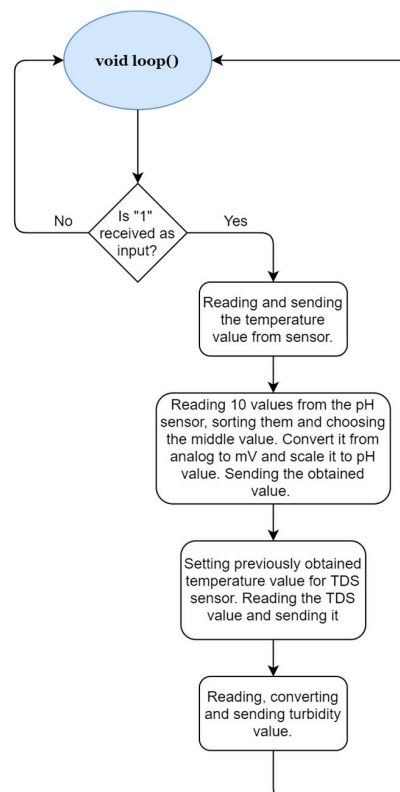 void loop()
Is "1"
received as
input?
No
Yes
Reading and sending
the temperature
value from sensor.
Reading 10 values from the pH
sensor, sorting them and choosing
the middle value. Convert it from
analog to mV and scale it to pH
value. Sending the obtained
value.
Setting previously obtained
temperature value for TDS
sensor. Reading the TDS
value and sending it
Reading, converting
and sending turbidity
value.